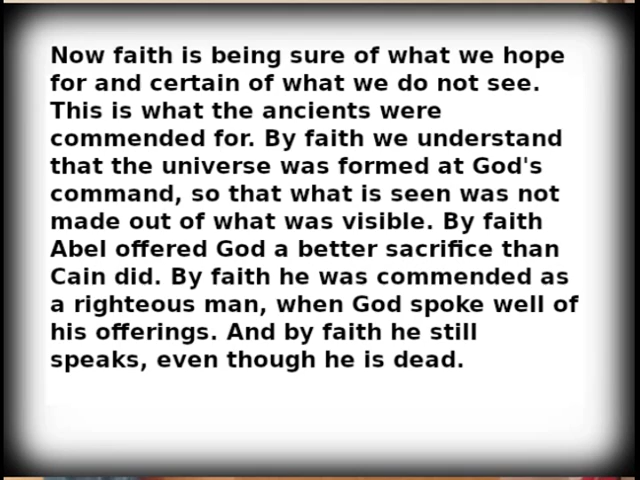 Now faith is being sure of what we hope
for and certain of what we do not see.
This is what the ancients were
commended for. By faith we understand
that the universe was formed at God's
command, so that what is seen was not
made out of what was visible. By faith
Abel offered God a better sacrifice than
Cain did. By faith he was commended as
a righteous man, when God spoke well of
his offerings. And by faith he still
speaks, even though he is dead.